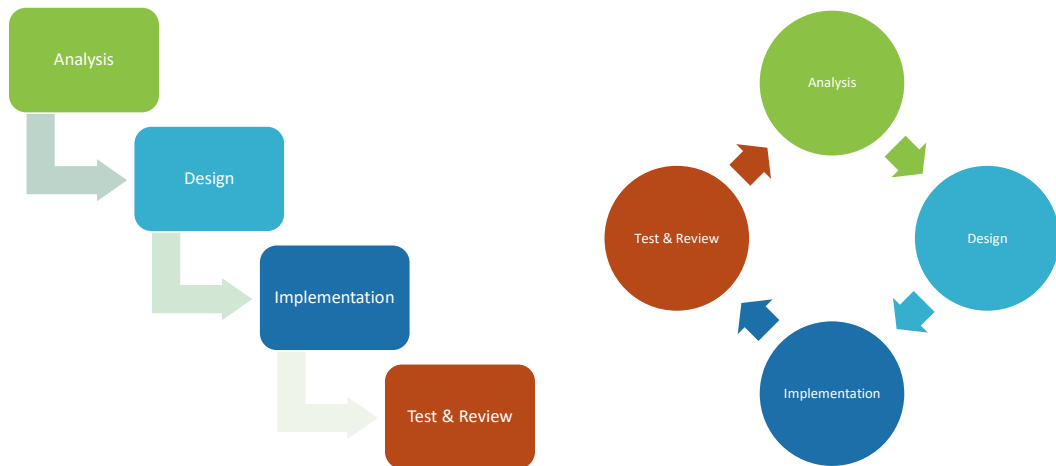 Analysis
Design
Implementation
Test & Review
Analysis
Test & Review
Design
Implementation